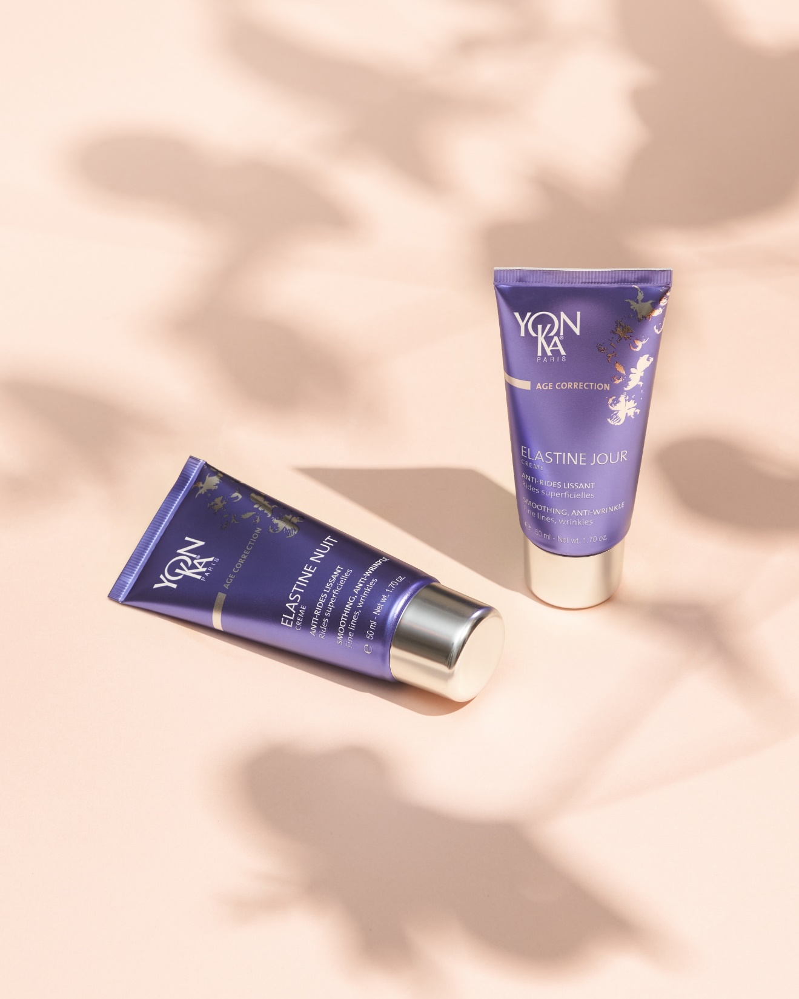 YON
KA®
PARIS
AGE CORRECTION
ELASTINE JOUR
CREME
ANTI-RIDES LISSANT
Rides superficielles
SMOOTHING, ANTI-WRINKLE
Fine lines, wrinkles
e 50 ml - Net wt. 1.70 oz.
YON
KA®
PARIS
AGE CORRECTION
ELASTINE NUIT
CREME
ANTI-RIDES LISSANT
Rides superficielles
SMOOTHING, ANTI-WRINKLE
Fine lines, wrinkles
e 50 ml - Net wt. 1.70 oz.